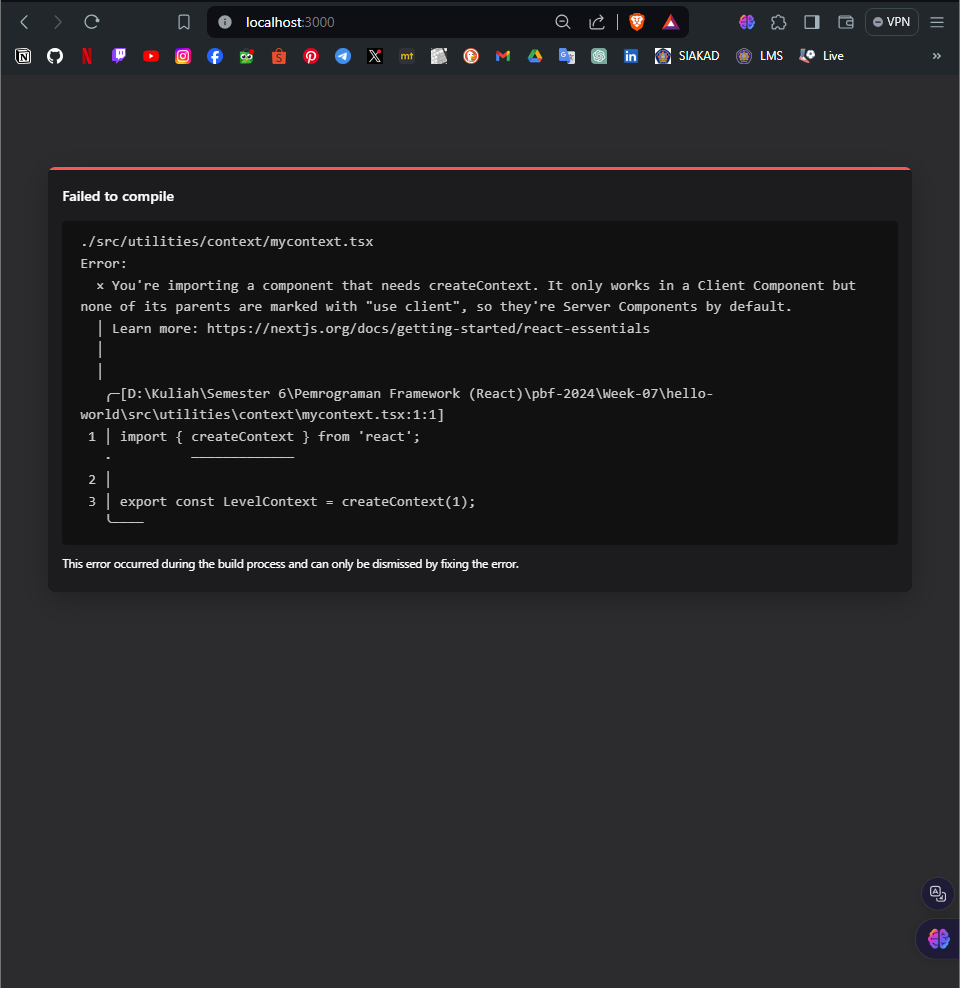 localhost:3000
VPN
mt
SIAKAD
LMS
Live
»
Failed to compile
./src/utilities/context/mycontext.tsx
Error:
× You're importing a component that needs createContext. It only works in a Client Component but
none of its parents are marked with "use client", so they're Server Components by default.
│ Learn more: https://nextjs.org/docs/getting-started/react-essentials
│
│
╭─[D:\Kuliah\Semester 6\Pemrograman Framework (React)\pbf-2024\Week-07\hello-
world\src\utilities\context\mycontext.tsx:1:1]
1 │ import { createContext } from 'react';
· ─────────────
2 │
3 │ export const LevelContext = createContext(1);
╰────
This error occurred during the build process and can only be dismissed by fixing the error.